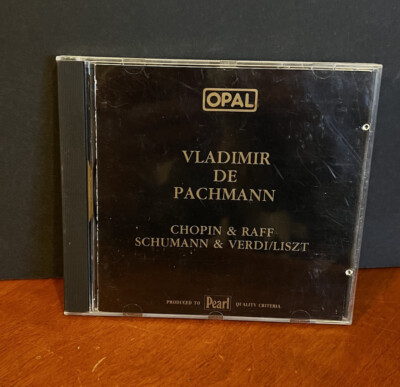 OPAL
VLADIMIR
DE
PACHMANN
CHOPIN & RAFF
SCHUMANN & VERDI/LISZT
PRODUCED TO Pearl QUALITY CRITERIA